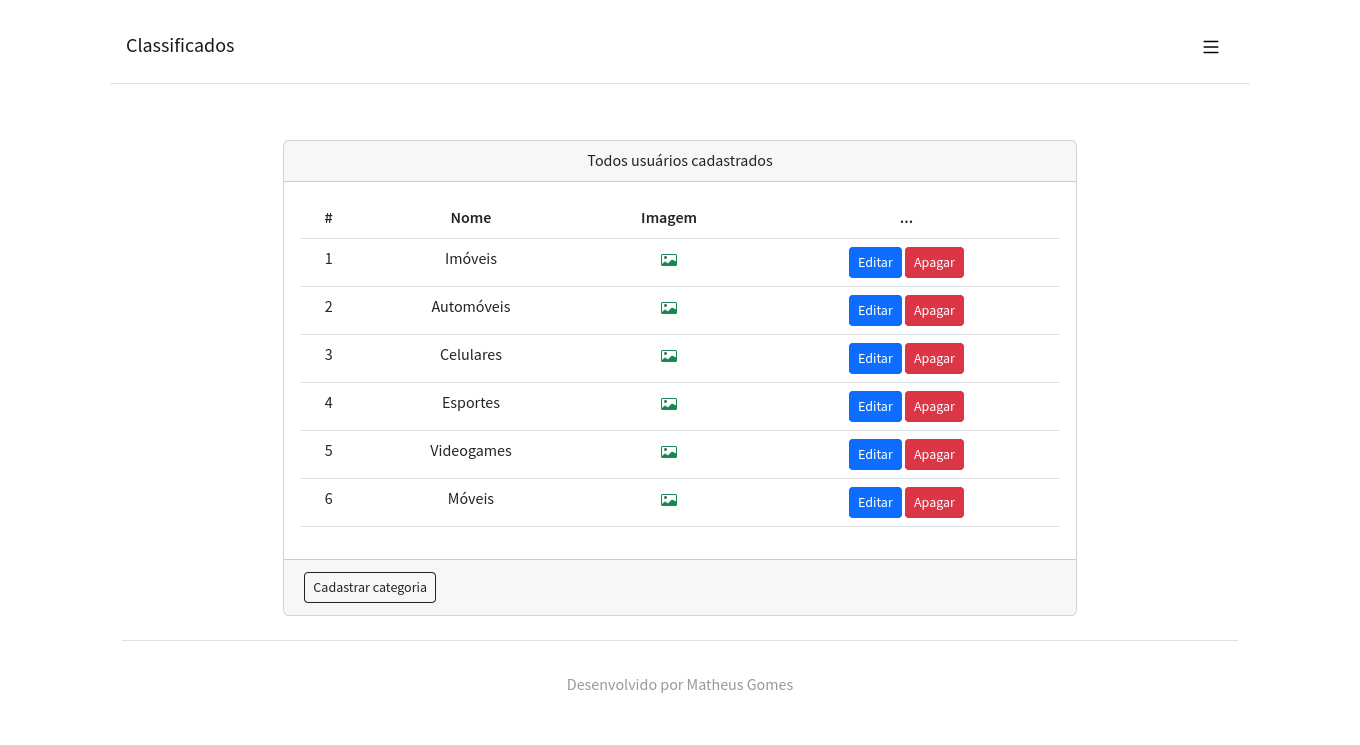 Classificados
Todos usuários cadastrados
# Nome Imagem ...
1 Imóveis Editar Apagar
2 Automóveis Editar Apagar
3 Celulares Editar Apagar
4 Esportes Editar Apagar
5 Videogames Editar Apagar
6 Móveis Editar Apagar
Cadastrar categoria
Desenvolvido por Matheus Gomes